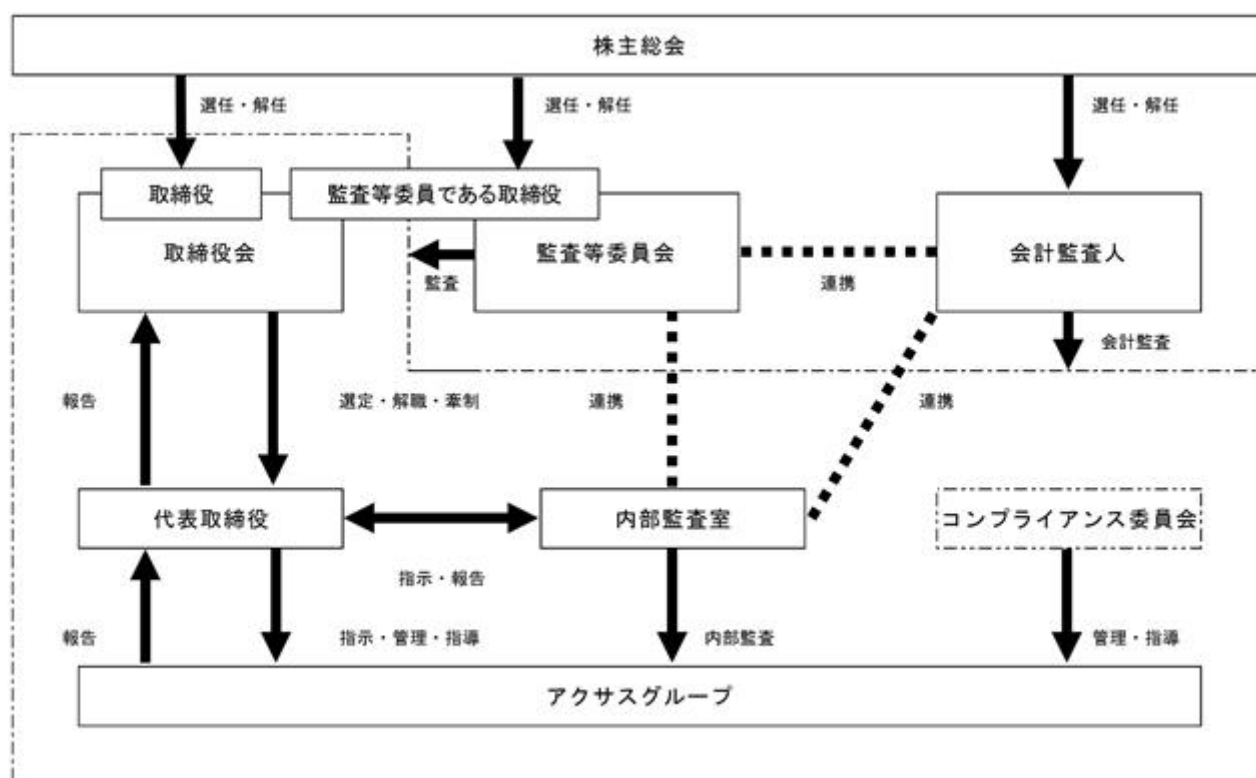 株主総会
選任・解任
選任・解任
選任・解任
取締役
監査等委員である取締役
取締役会
監査等委員会
会計監査人
監査
連携
会計監査
報告
選定・解職・牽制
連携
連携
代表取締役
内部監査室
コンプライアンス委員会
指示・報告
報告
指示・管理・指導
内部監査
管理・指導
アクサスグループ